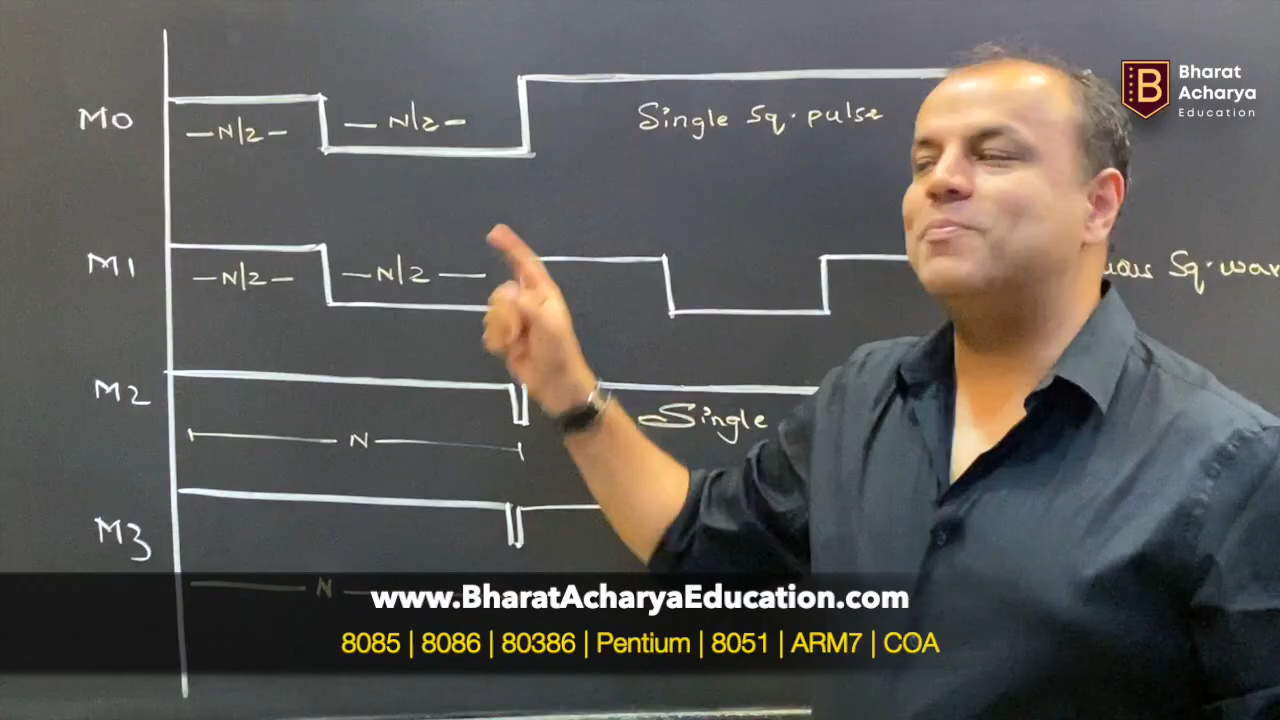 Bharat
Acharya
Education
M0
N/2
N/2
Single Sq. pulse
M1
N/2
N/2
Sq. wav
M2
Single
N
M3
N
www.BharatAcharyaEducation.com
8085 | 8086 | 80386 | Pentium | 8051 | ARM7 | COA